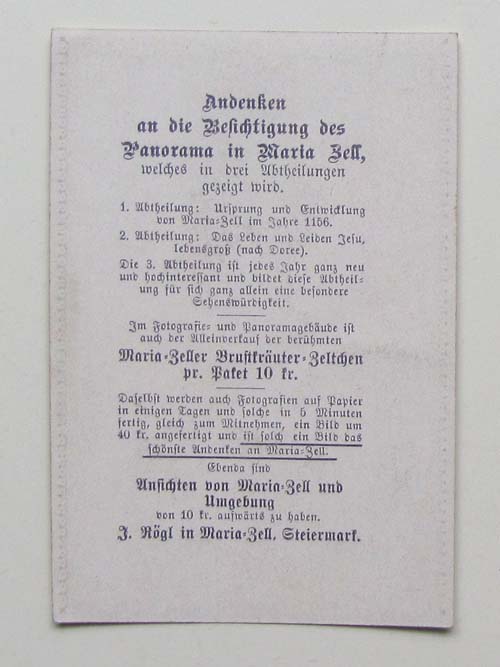 Andenken
an die Besichtigung des
Panorama in Maria Zell,
welches in drei Abtheilungen
gezeigt wird.
1. Abtheilung: Ursprung und Entwicklung
von Maria-Zell im Jahre 1156.
2. Abtheilung: Das Leben und Leiden Jesu,
lebensgroß (nach Doree).
Die 3. Abtheilung ist jedes Jahr ganz neu
und hochinteressant und bildet diese Abtheil-
ung für sich ganz allein eine besondere
Sehenswürdigkeit.
Im Fotografie- und Panoramagebäude ist
auch der Alleinverkauf der berühmten
Maria-Zeller Brustkräuter-Zeltchen
pr. Paket 10 kr.
Daselbst werden auch Fotografien auf Papier
in einigen Tagen und solche in 5 Minuten
fertig, gleich zum Mitnehmen, ein Bild um
40 kr. angefertigt und ist solch ein Bild das
schönste Andenken an Maria-Zell.
Ebenda sind
Ansichten von Maria-Zell und
Umgebung
von 10 kr. aufwärts zu haben.
J. Rögl in Maria-Zell, Steiermark.